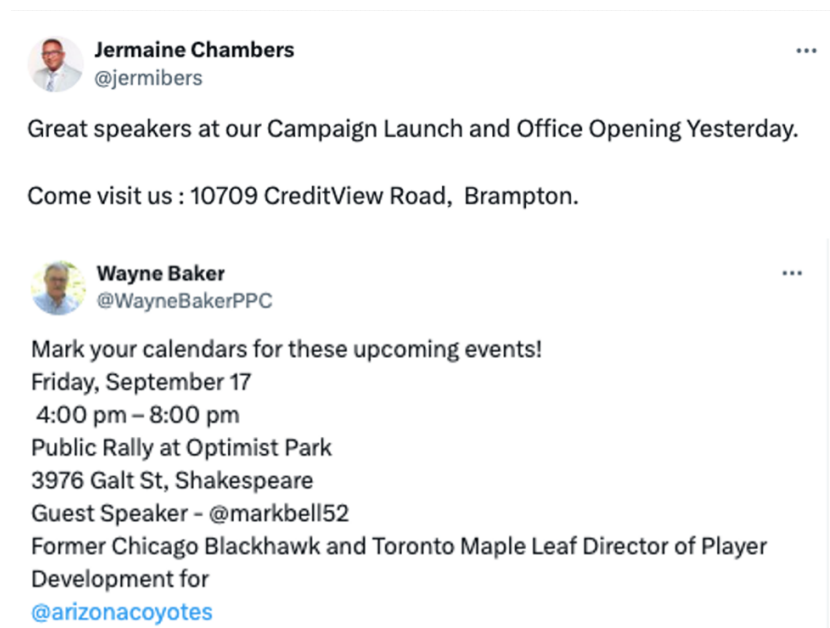 Jermaine Chambers
@jermibers
Great speakers at our Campaign Launch and Office Opening Yesterday.
Come visit us : 10709 CreditView Road,  Brampton.
Wayne Baker
@WayneBakerPPC
Mark your calendars for these upcoming events!
Friday, September 17
4:00 pm – 8:00 pm
Public Rally at Optimist Park
3976 Galt St, Shakespeare
Guest Speaker - @markbell52
Former Chicago Blackhawk and Toronto Maple Leaf Director of Player
Development for
@arizonacoyotes